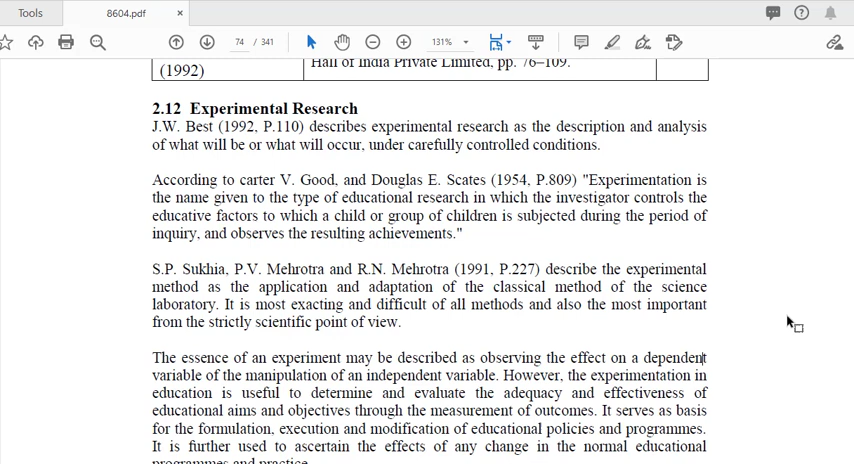 Tools
8604.pdf
×
74 / 341
131%
(1992)
Hall of India Private Limited, pp. 76–109.
2.12 Experimental Research
J.W. Best (1992, P.110) describes experimental research as the description and analysis
of what will be or what will occur, under carefully controlled conditions.
According to carter V. Good, and Douglas E. Scates (1954, P.809) "Experimentation is
the name given to the type of educational research in which the investigator controls the
educative factors to which a child or group of children is subjected during the period of
inquiry, and observes the resulting achievements."
S.P. Sukhia, P.V. Mehrotra and R.N. Mehrotra (1991, P.227) describe the experimental
method as the application and adaptation of the classical method of the science
laboratory. It is most exacting and difficult of all methods and also the most important
from the strictly scientific point of view.
The essence of an experiment may be described as observing the effect on a dependent
variable of the manipulation of an independent variable. However, the experimentation in
education is useful to determine and evaluate the adequacy and effectiveness of
educational aims and objectives through the measurement of outcomes. It serves as basis
for the formulation, execution and modification of educational policies and programmes.
It is further used to ascertain the effects of any change in the normal educational
programmes and practice.